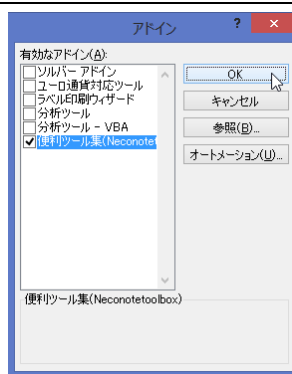 アドイン
?
×
有効なアドイン(A):
ソルバー アドイン
ユーロ通貨対応ツール
ラベル印刷ウィザード
分析ツール
分析ツール - VBA
便利ツール集(Neconotet
OK
キャンセル
参照(B)...
オートメーション(U)...
便利ツール集(Neconotetoolbox)